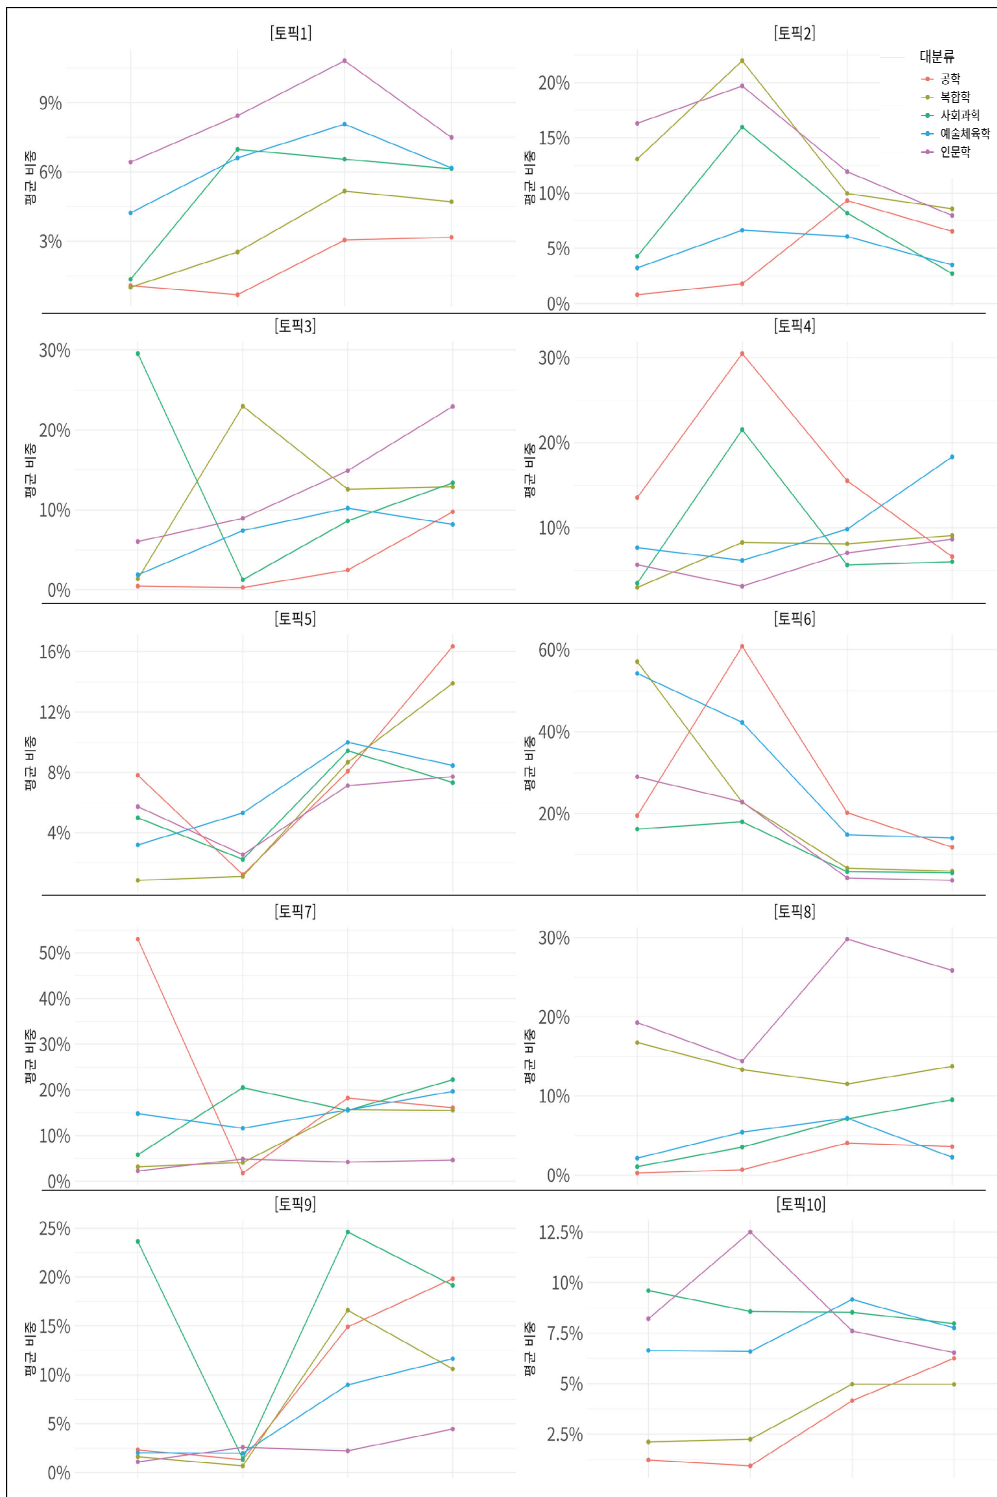 [토픽1]
9%
6%
3%
평균 비중
[토픽2]
20%
15%
10%
5%
0%
평균 비중
대분류
공학
복합학
사회과학
예술체육학
인문학
[토픽3]
30%
20%
10%
0%
평균 비중
[토픽4]
30%
20%
10%
평균 비중
[토픽5]
16%
12%
8%
4%
평균 비중
[토픽6]
60%
40%
20%
평균 비중
[토픽7]
50%
40%
30%
20%
10%
0%
평균 비중
[토픽8]
30%
20%
10%
0%
평균 비중
[토픽9]
25%
20%
15%
10%
5%
0%
평균 비중
[토픽10]
12.5%
10%
7.5%
5%
2.5%
평균 비중